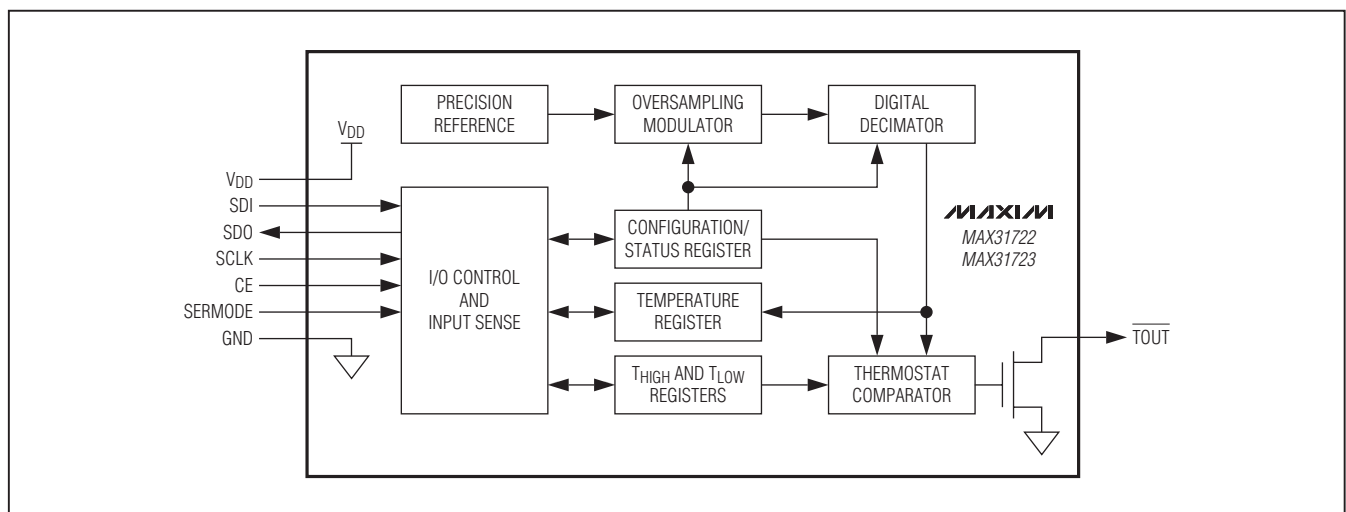 PRECISION
REFERENCE
OVERSAMPLING
MODULATOR
DIGITAL
DECIMATOR
VDD
VDD
SDI
SDO
SCLK
CE
SERMODE
GND
I/O CONTROL
AND
INPUT SENSE
CONFIGURATION/
STATUS REGISTER
TEMPERATURE
REGISTER
THIGH AND TLOW
REGISTERS
THERMOSTAT
COMPARATOR
MAXIM
MAX31722
MAX31723
TOUT